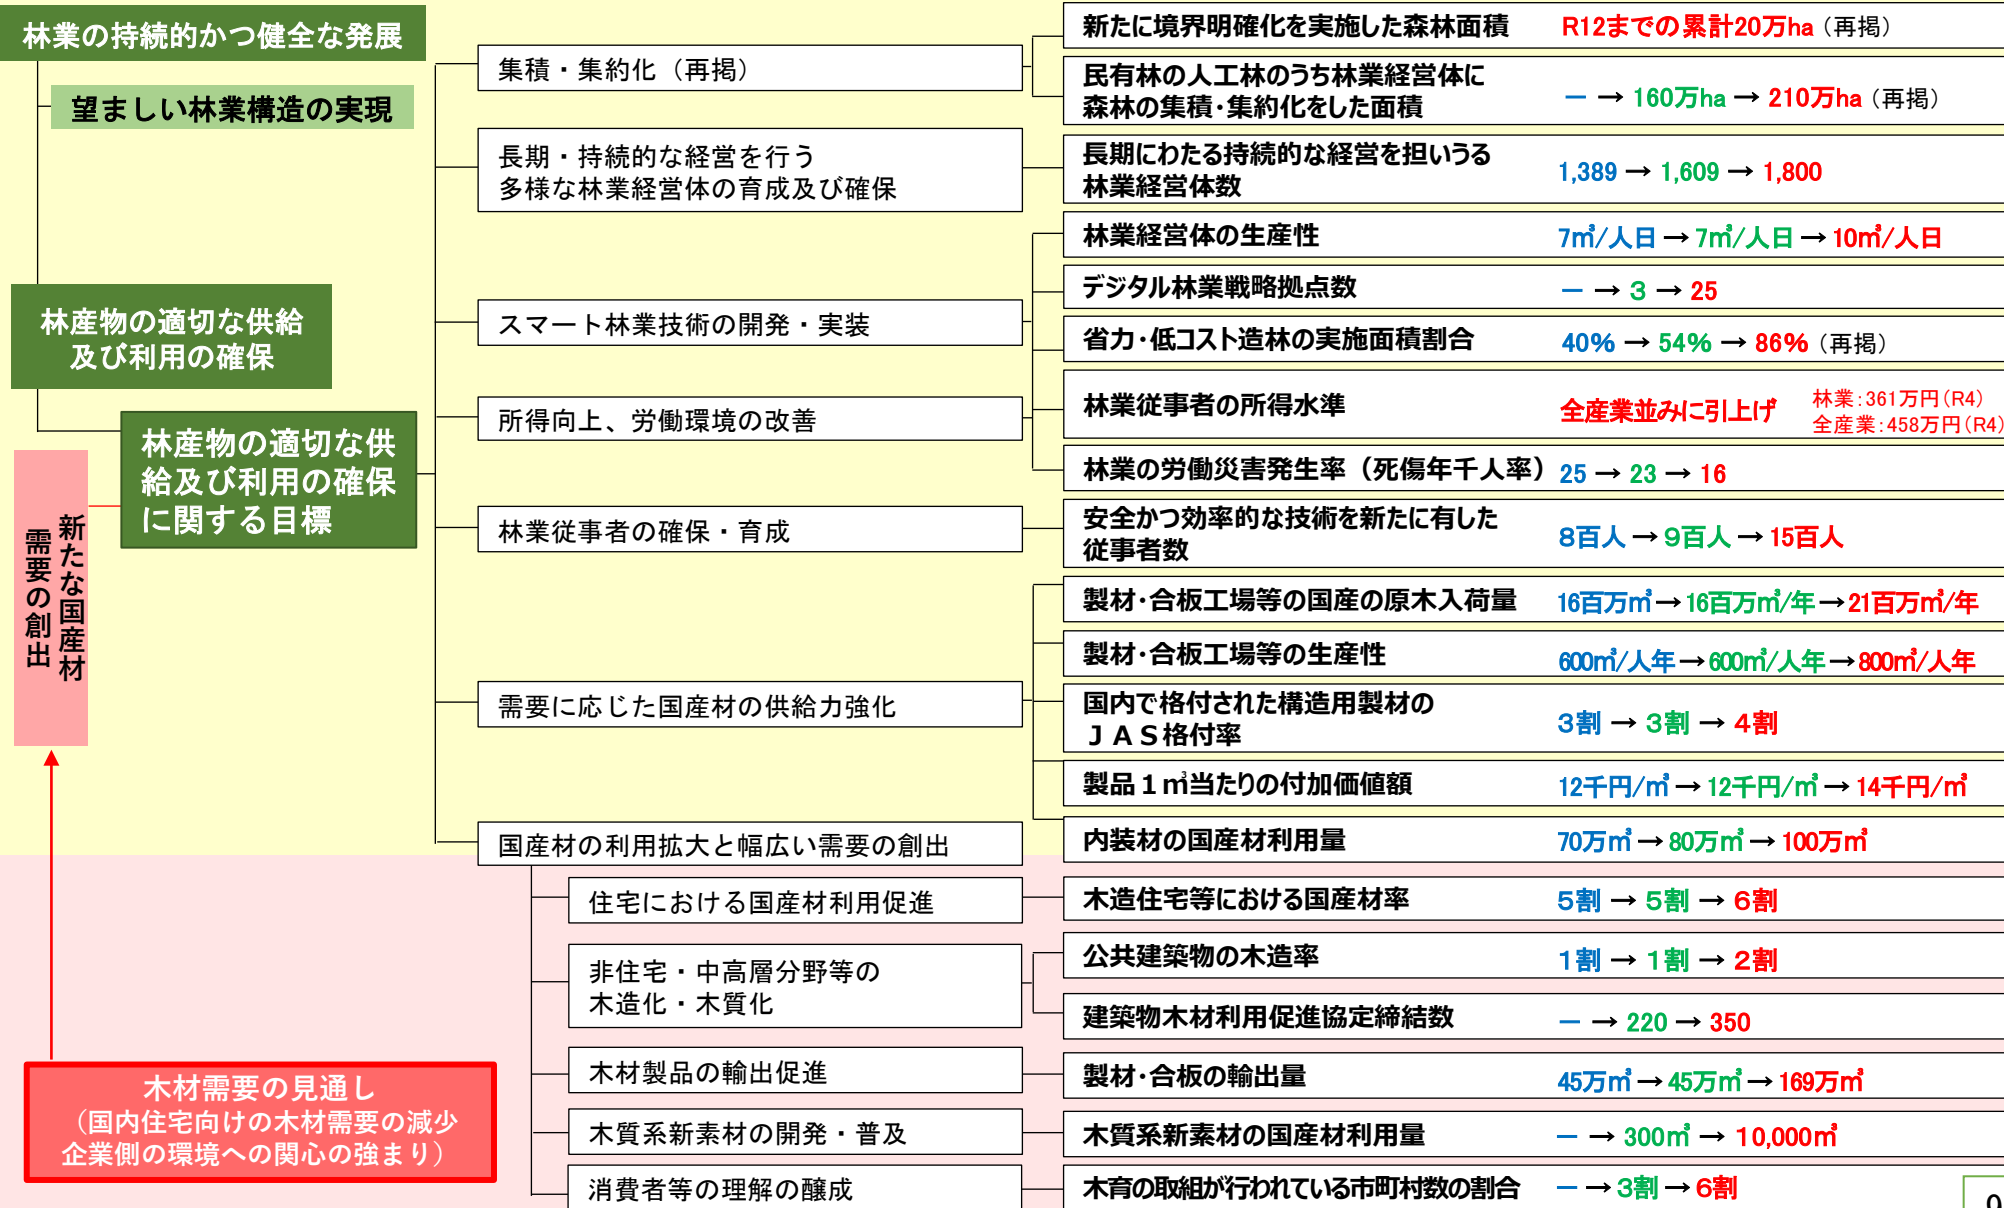 林業の持続的かつ健全な発展
望ましい林業構造の実現
林産物の適切な供給
及び利用の確保
林産物の適切な供
給及び利用の確保
に関する目標
新たな国産材
需要の創出
木材需要の見通し
（国内住宅向けの木材需要の減少
企業側の環境への関心の強まり）
集積・集約化（再掲）
新たに境界明確化を実施した森林面積 R12までの累計20万ha（再掲）
民有林の人工林のうち林業経営体に
森林の集積・集約化をした面積
－ → 160万ha → 210万ha（再掲）
長期・持続的な経営を行う
多様な林業経営体の育成及び確保
長期にわたる持続的な経営を担いうる
林業経営体数
1,389 → 1,609 → 1,800
スマート林業技術の開発・実装
林業経営体の生産性 7㎥/人日 → 7㎥/人日 → 10㎥/人日
デジタル林業戦略拠点数 － → 3 → 25
省力・低コスト造林の実施面積割合 40% → 54% → 86%（再掲）
所得向上、労働環境の改善
林業従事者の所得水準 全産業並みに引上げ
林業：361万円（R4）
全産業：458万円（R4）
林業の労働災害発生率（死傷年千人率） 25 → 23 → 16
林業従事者の確保・育成
安全かつ効率的な技術を新たに有した
従事者数
8百人 → 9百人 → 15百人
需要に応じた国産材の供給力強化
製材・合板工場等の国産の原木入荷量 16百万㎥→16百万㎥/年→21百万㎥/年
製材・合板工場等の生産性 600㎥/人年→600㎥/人年→800㎥/人年
国内で格付された構造用製材の
ＪＡＳ格付率
3割 → 3割 → 4割
製品１㎥当たりの付加価値額 12千円/㎥→12千円/㎥→14千円/㎥
国産材の利用拡大と幅広い需要の創出
内装材の国産材利用量 70万㎥→80万㎥→100万㎥
住宅における国産材利用促進
木造住宅等における国産材率 5割 → 5割 → 6割
非住宅・中高層分野等の
木造化・木質化
公共建築物の木造率 1割 → 1割 → 2割
建築物木材利用促進協定締結数 － → 220 → 350
木材製品の輸出促進
製材・合板の輸出量 45万㎥→45万㎥→169万㎥
木質系新素材の開発・普及
木質系新素材の国産材利用量 － → 300㎥ → 10,000㎥
消費者等の理解の醸成
木育の取組が行われている市町村数の割合 － → 3割 → 6割